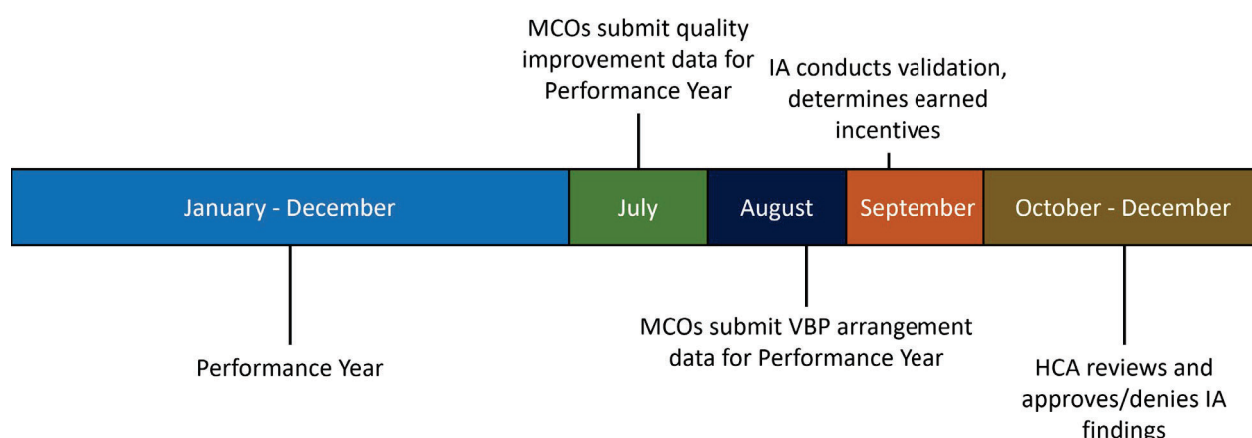 MCOs submit quality
improvement data for
Performance Year
IA conducts validation,
determines earned
incentives
January - December
July
August
September
October - December
Performance Year
MCOs submit VBP arrangement
data for Performance Year
HCA reviews and
approves/denies IA
findings